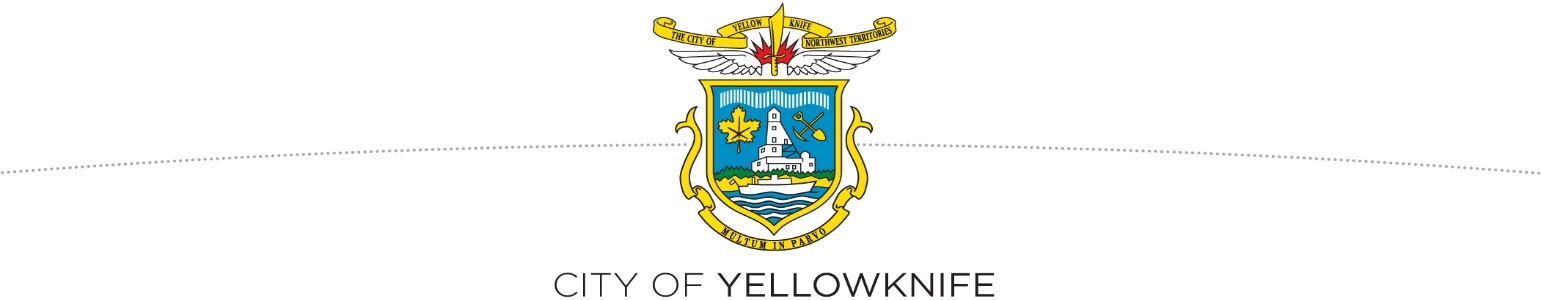 THE CITY OF YELLOW KNIFE NORTHWEST TERRITORIES
MULTUM IN PARVO
CITY OF YELLOWKNIFE